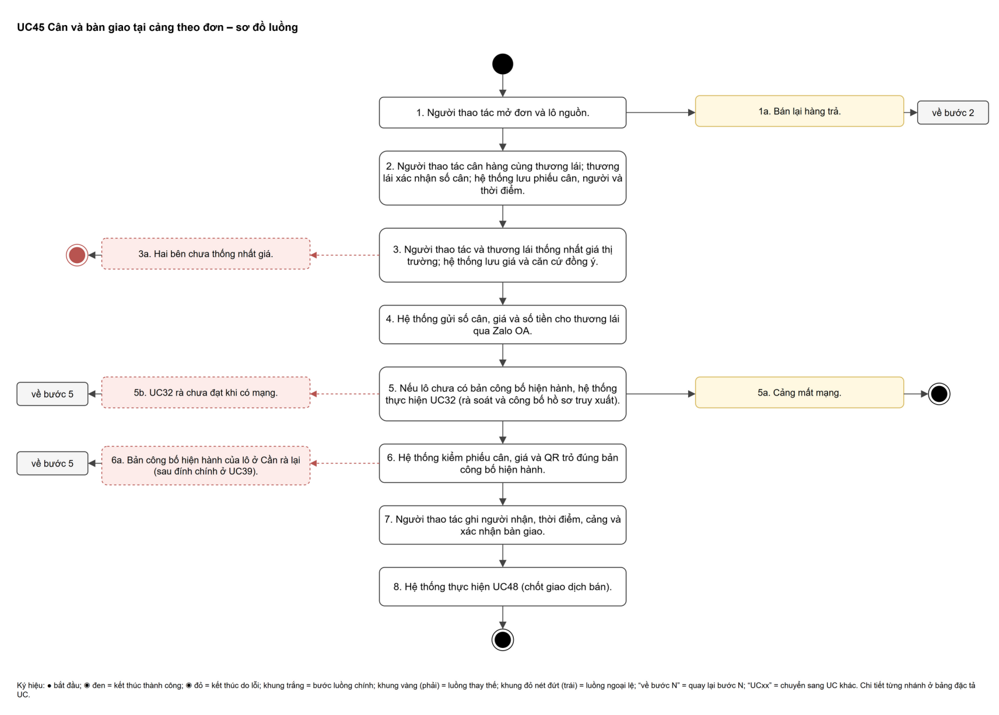 UC45 Cân và bàn giao tại cảng theo đơn – sơ đồ luồng
1. Người thao tác mở đơn và lô nguồn.
1a. Bán lại hàng trả.
về bước 2
2. Người thao tác cân hàng cùng thương lái; thương
lái xác nhận số cân; hệ thống lưu phiếu cân, người và
thời điểm.
3a. Hai bên chưa thống nhất giá.
3. Người thao tác và thương lái thống nhất giá thị
trường; hệ thống lưu giá và căn cứ đồng ý.
4. Hệ thống gửi số cân, giá và số tiền cho thương lái
qua Zalo OA.
về bước 5
5b. UC32 rà chưa đạt khi có mạng.
5. Nếu lô chưa có bản công bố hiện hành, hệ thống
thực hiện UC32 (rà soát và công bố hồ sơ truy xuất).
5a. Cảng mất mạng.
về bước 5
6a. Bản công bố hiện hành của lô ở Cần rà lại
(sau đính chính ở UC39).
6. Hệ thống kiểm phiếu cân, giá và QR trỏ đúng bản
công bố hiện hành.
7. Người thao tác ghi người nhận, thời điểm, cảng và
xác nhận bàn giao.
8. Hệ thống thực hiện UC48 (chốt giao dịch bán).
Ký hiệu: ● bắt đầu; ◉ đen = kết thúc thành công; ◉ đỏ = kết thúc do lỗi; khung trắng = bước luồng chính; khung vàng (phải) = luồng thay thế; khung đỏ nét đứt (trái) = luồng ngoại lệ; “về bước N” = quay lại bước N; “UCxx” = chuyển sang UC khác. Chi tiết từng nhánh ở bảng đặc tả
UC.